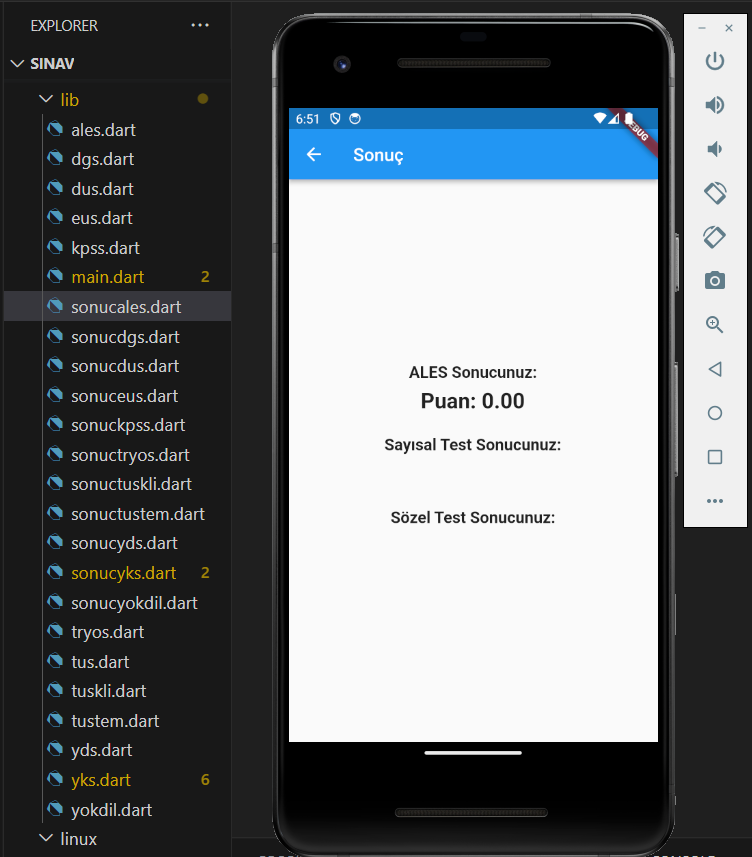 EXPLORER
SINAV
lib
ales.dart
dgs.dart
dus.dart
eus.dart
kpss.dart
main.dart 2
sonucales.dart
sonucdgs.dart
sonucdus.dart
sonuceus.dart
sonuckpss.dart
sonuctryos.dart
sonuctuskli.dart
sonuctustem.dart
sonucyds.dart
sonucyks.dart 2
sonucyokdil.dart
tryos.dart
tus.dart
tuskli.dart
tustem.dart
yds.dart
yks.dart 6
yokdil.dart
linux
6:51
Sonuç
ALES Sonucunuz:
Puan: 0.00
Sayısal Test Sonucunuz:
Sözel Test Sonucunuz: